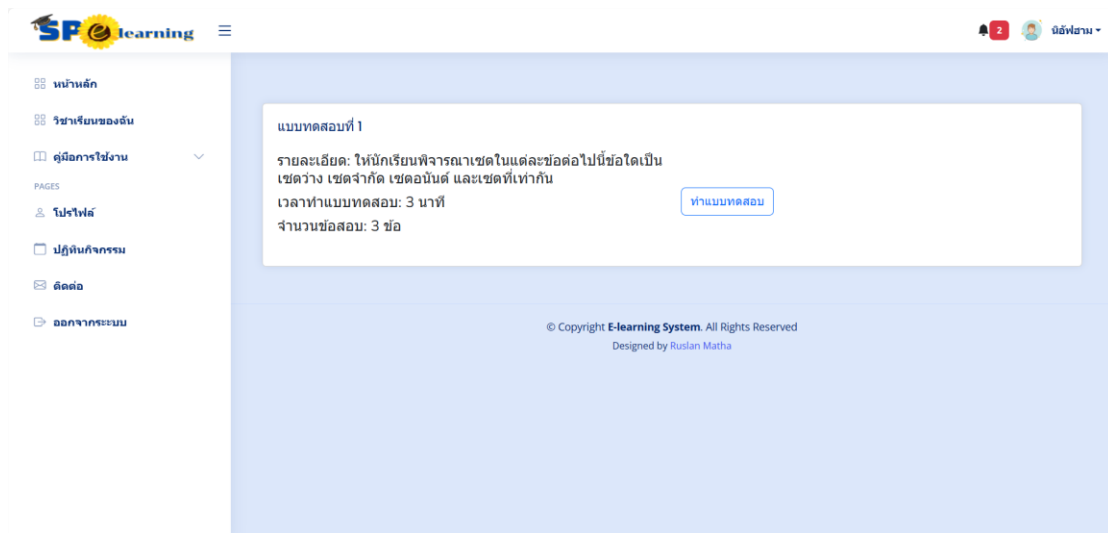 SP e learning
2
นิอัฟฮาม
หน้าหลัก
วิชาเรียนของฉัน
คู่มือการใช้งาน
PAGES
โปรไฟล์
ปฏิทินกิจกรรม
ติดต่อ
ออกจากระะบบ
แบบทดสอบที่ 1
รายละเอียด: ให้นักเรียนพิจารณาเซตในแต่ละข้อต่อไปนี้ข้อใดเป็น
เซตว่าง เซตจำกัด เซตอนันต์ และเซตที่เท่ากัน
เวลาทำแบบทดสอบ: 3 นาที
จำนวนข้อสอบ: 3 ข้อ
ทำแบบทดสอบ
© Copyright E-learning System. All Rights Reserved
Designed by Ruslan Matha